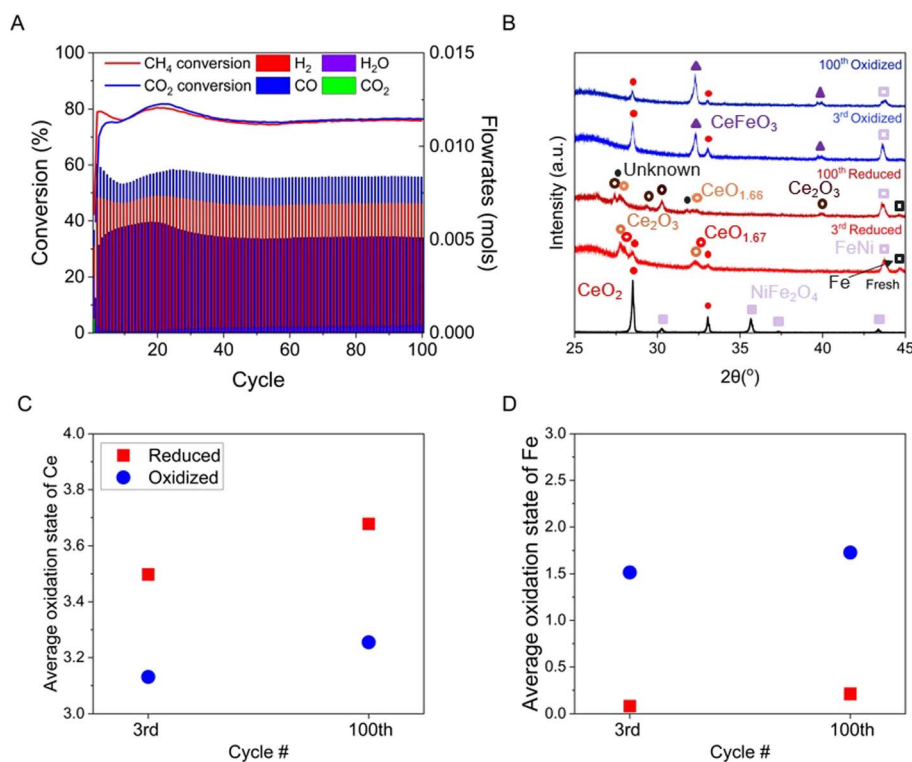 A
CH₄ conversion
H₂
H₂O
CO₂ conversion
CO
CO₂
Conversion (%)
100
80
60
40
20
0
Flowrates (mols)
0.015
0.010
0.005
0.000
20
40
60
80
100
Cycle
B
100th Oxidized
CeFeO₃
3rd Oxidized
Unknown
100th Reduced
CeO₁.₆₆
Ce₂O₃
Ce₂O₃
3rd Reduced
CeO₁.₆₇
FeNi
Fe
Fresh
CeO₂
NiFe₂O₄
Intensity (a.u.)
25
30
35
40
45
2θ(°)
C
Reduced
Oxidized
Average oxidation state of Ce
4.0
3.8
3.6
3.4
3.2
3.0
3rd
100th
Cycle #
D
Average oxidation state of Fe
3.0
2.5
2.0
1.5
1.0
0.5
0.0
3rd
100th
Cycle #